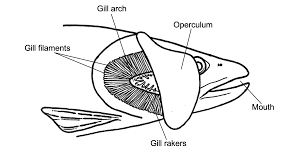 Gill arch
Operculum
Gill filaments
Mouth
Gill rakers